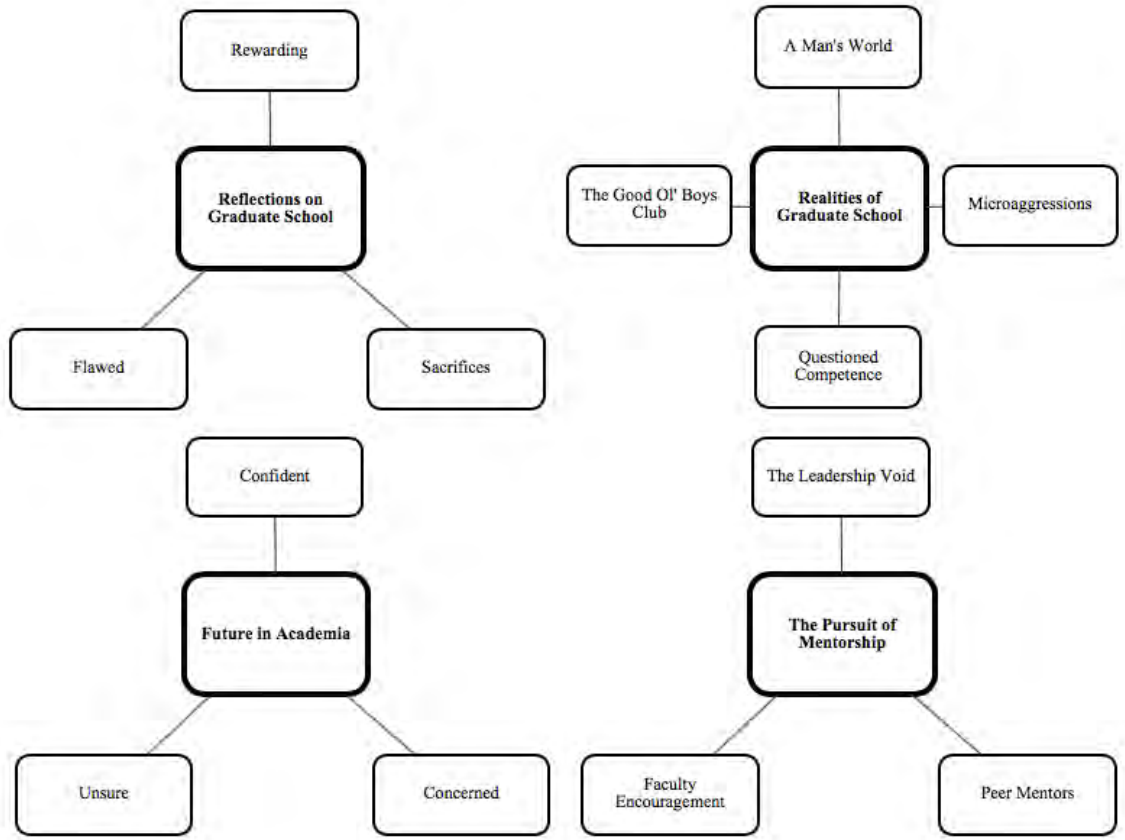 Rewarding
Reflections on
Graduate School
Flawed
Sacrifices
A Man's World
The Good Ol' Boys
Club
Realities of
Graduate School
Microaggressions
Questioned
Competence
Confident
Future in Academia
Unsure
Concerned
The Leadership Void
The Pursuit of
Mentorship
Faculty
Encouragement
Peer Mentors